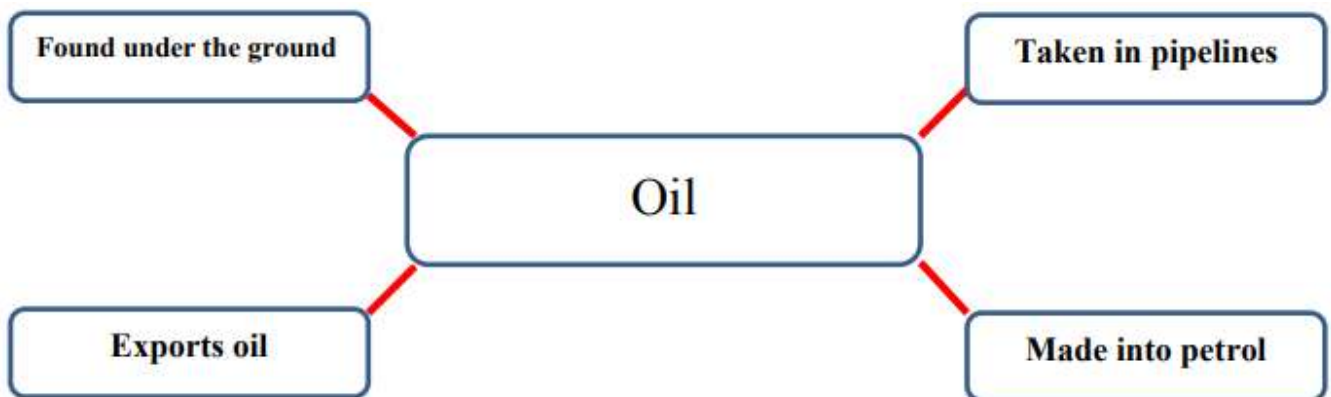 Found under the ground
Taken in pipelines
Oil
Exports oil
Made into petrol